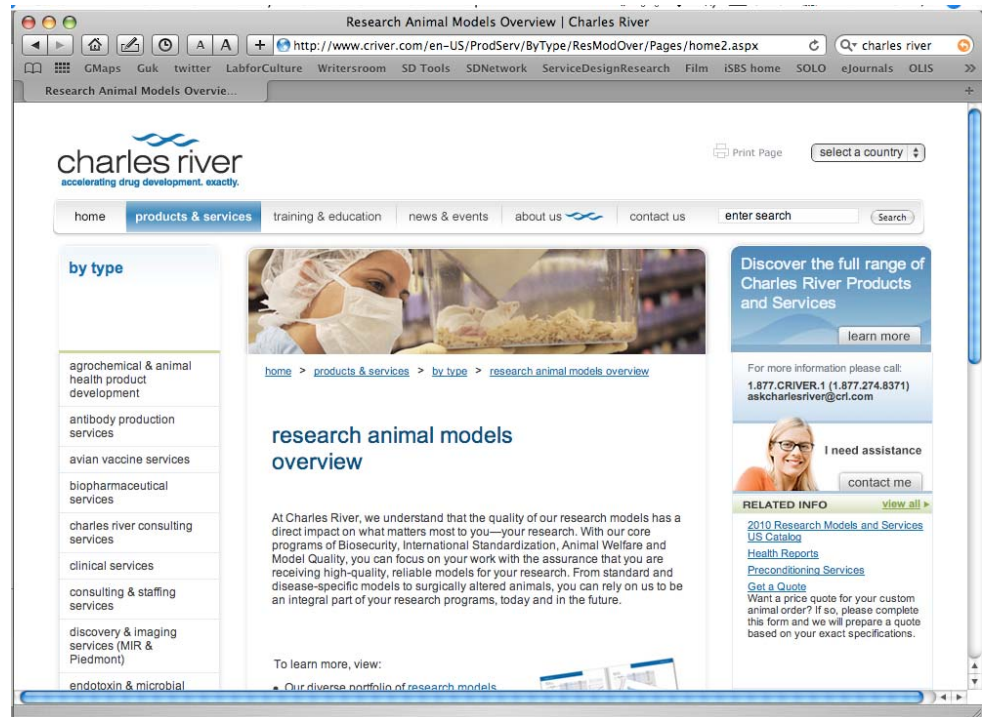 Research Animal Models Overview | Charles River
A A + http://www.criver.com/en-US/ProdServ/ByType/ResModOver/Pages/home2.aspx charles river
GMaps Guk twitter LabforCulture Writersroom SD Tools SDNetwork ServiceDesignResearch Film iSBS home SOLO eJournals OLIS
Research Animal Models Overvie...
charles river
accelerating drug development. exactly.
Print Page select a country
home products & services training & education news & events about us contact us enter search Search
by type
agrochemical & animal
health product
development
antibody production
services
avian vaccine services
biopharmaceutical
services
charles river consulting
services
clinical services
consulting & staffing
services
discovery & imaging
services (MIR &
Piedmont)
endotoxin & microbial
home > products & services > by type > research animal models overview
research animal models
overview
At Charles River, we understand that the quality of our research models has a
direct impact on what matters most to you—your research. With our core
programs of Biosecurity, International Standardization, Animal Welfare and
Model Quality, you can focus on your work with the assurance that you are
receiving high-quality, reliable models for your research. From standard and
disease-specific models to surgically altered animals, you can rely on us to be
an integral part of your research programs, today and in the future.
To learn more, view:
• Our diverse portfolio of research models
Discover the full range of
Charles River Products
and Services
learn more
For more information please call:
1.877.CRIVER.1 (1.877.274.8371)
askcharlesriver@crl.com
I need assistance
contact me
RELATED INFO view all
2010 Research Models and Services
US Catalog
Health Reports
Preconditioning Services
Get a Quote
Want a price quote for your custom
animal order? If so, please complete
this form and we will prepare a quote
based on your exact specifications.